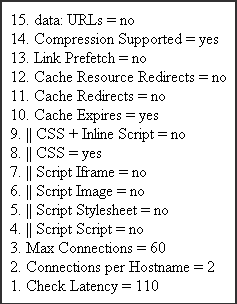 15. data: URLs = no
14. Compression Supported = yes
13. Link Prefetch = no
12. Cache Resource Redirects = no
11. Cache Redirects = no
10. Cache Expires = yes
9. || CSS + Inline Script = no
8. || CSS = yes
7. || Script Iframe = no
6. || Script Image = no
5. || Script Stylesheet = no
4. || Script Script = no
3. Max Connections = 60
2. Connections per Hostname = 2
1. Check Latency = 110